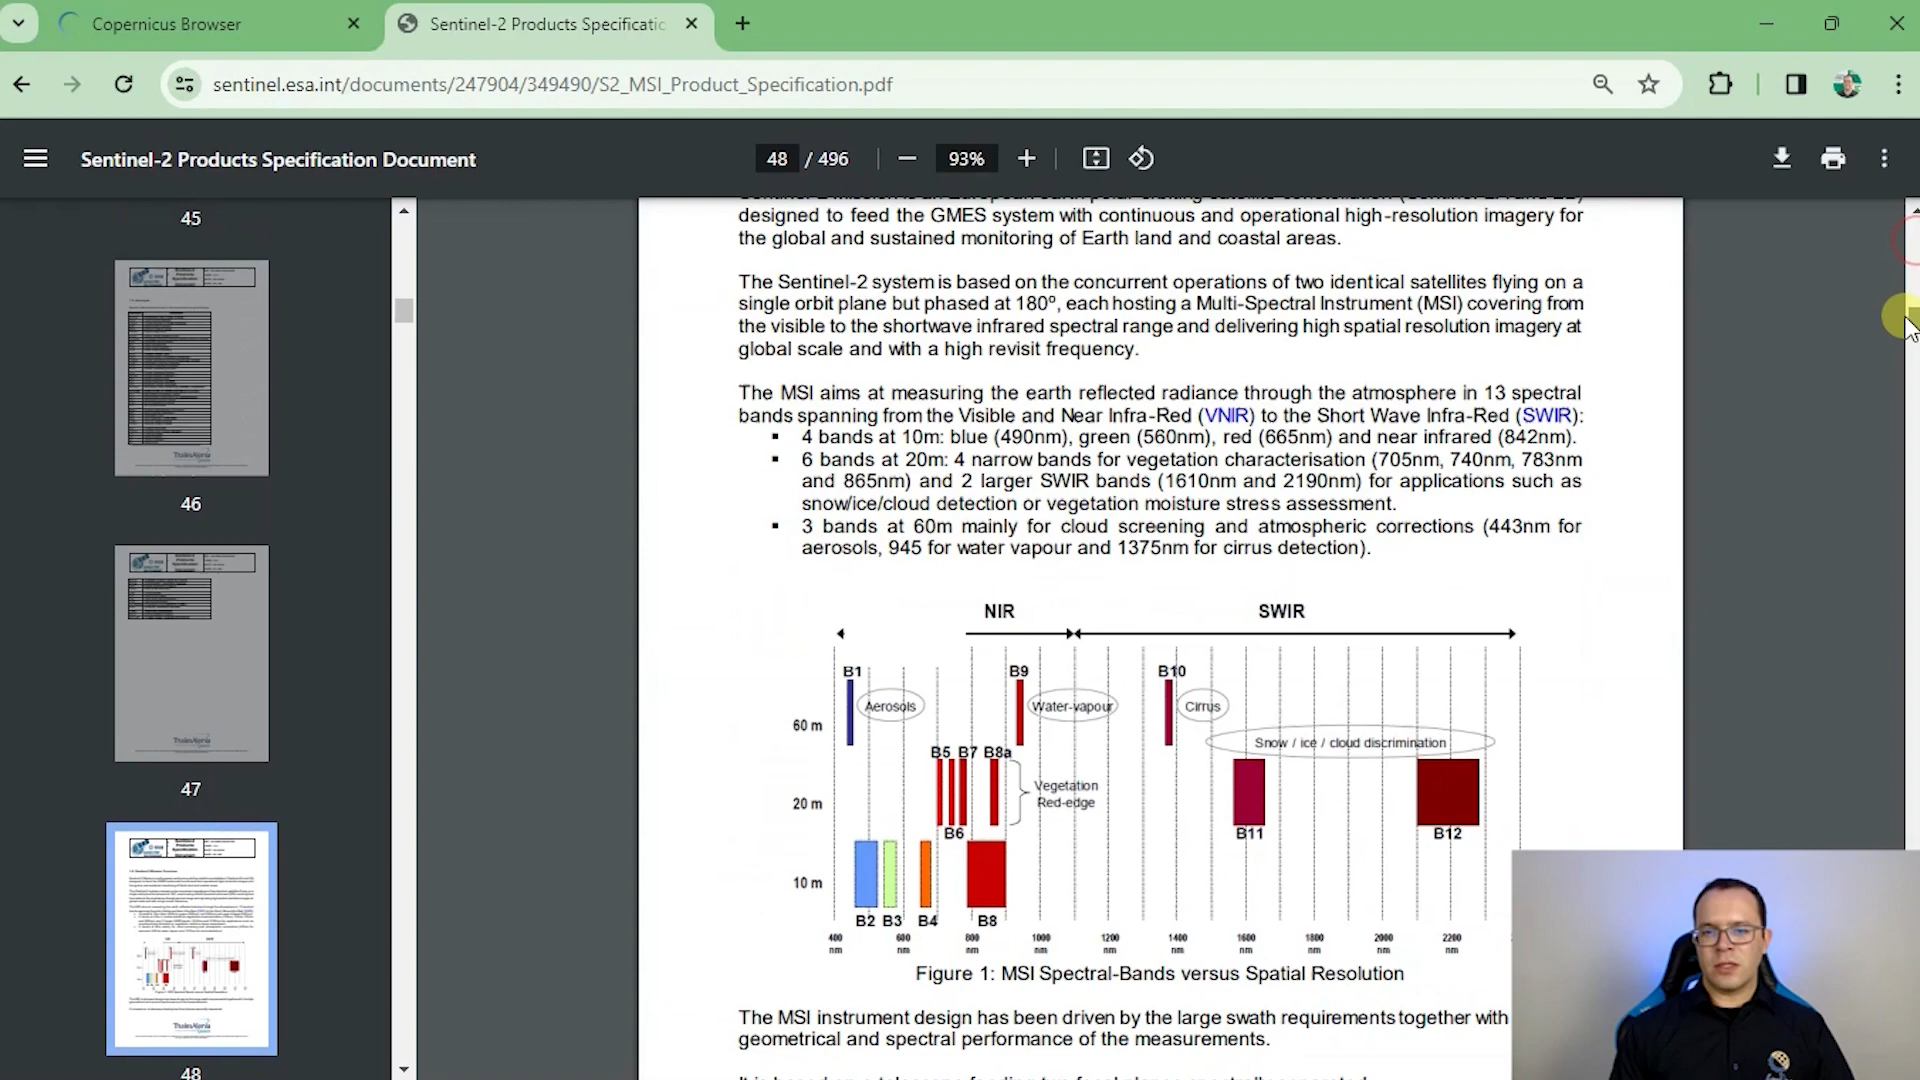 Copernicus Browser
Sentinel-2 Products Specificatio
sentinel.esa.int/documents/247904/349490/S2_MSI_Product_Specification.pdf
Sentinel-2 Products Specification Document
48 / 496
93%
45
46
47
48
designed to feed the GMES system with continuous and operational high-resolution imagery for
the global and sustained monitoring of Earth land and coastal areas.
The Sentinel-2 system is based on the concurrent operations of two identical satellites flying on a
single orbit plane but phased at 180º, each hosting a Multi-Spectral Instrument (MSI) covering from
the visible to the shortwave infrared spectral range and delivering high spatial resolution imagery at
global scale and with a high revisit frequency.
The MSI aims at measuring the earth reflected radiance through the atmosphere in 13 spectral
bands spanning from the Visible and Near Infra-Red (VNIR) to the Short Wave Infra-Red (SWIR):
▪ 4 bands at 10m: blue (490nm), green (560nm), red (665nm) and near infrared (842nm).
▪ 6 bands at 20m: 4 narrow bands for vegetation characterisation (705nm, 740nm, 783nm
and 865nm) and 2 larger SWIR bands (1610nm and 2190nm) for applications such as
snow/ice/cloud detection or vegetation moisture stress assessment.
▪ 3 bands at 60m mainly for cloud screening and atmospheric corrections (443nm for
aerosols, 945 for water vapour and 1375nm for cirrus detection).
NIR SWIR
B1 B9 B10
Aerosols Water-vapour Cirrus
60 m
Snow / ice / cloud discrimination
B5 B7 B8a
Vegetation
Red-edge
20 m
B6 B11 B12
10 m
B2 B3 B4 B8
400 600 800 1000 1200 1400 1600 1800 2000 2200
nm nm nm nm nm nm nm nm nm nm
Figure 1: MSI Spectral-Bands versus Spatial Resolution
The MSI instrument design has been driven by the large swath requirements together with
geometrical and spectral performance of the measurements.